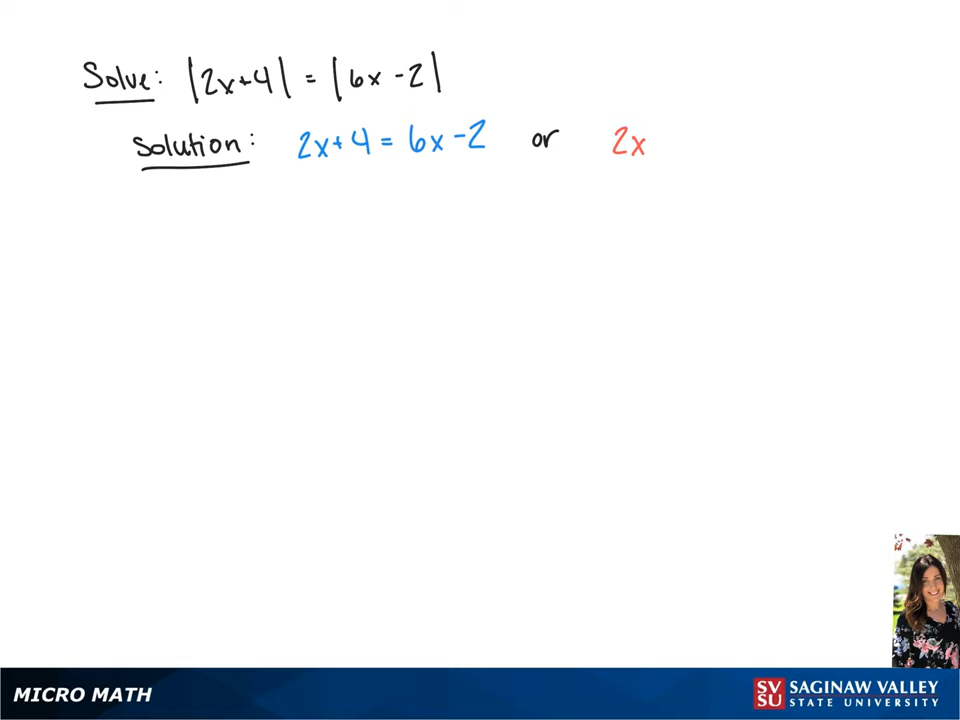 Solve: |2x+4| = |6x-2|
Solution: 2x+4 = 6x-2 or 2x
MICRO MATH
SVSU SAGINAW VALLEY
STATE UNIVERSITY